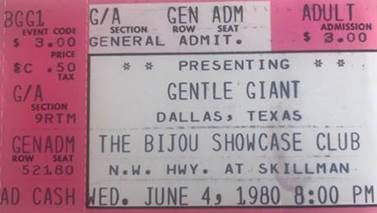 8GG1 G/A GEN ADM ADULT
EVENT CODE SECTION ROW SEAT ADMISSION
$ 3.00 GENERAL ADMIT. $ 3.00
PRICE
$C .50 * * PRESENTING * *
TAX
G/A GENTLE GIANT
SECTION
9RTM DALLAS, TEXAS
GENADM THE BIJOU SHOWCASE CLUB
ROW SEAT
52180 N.W. HWY. AT SKILLMAN
AD CASH WED. JUNE 4, 1980 8:00 PM